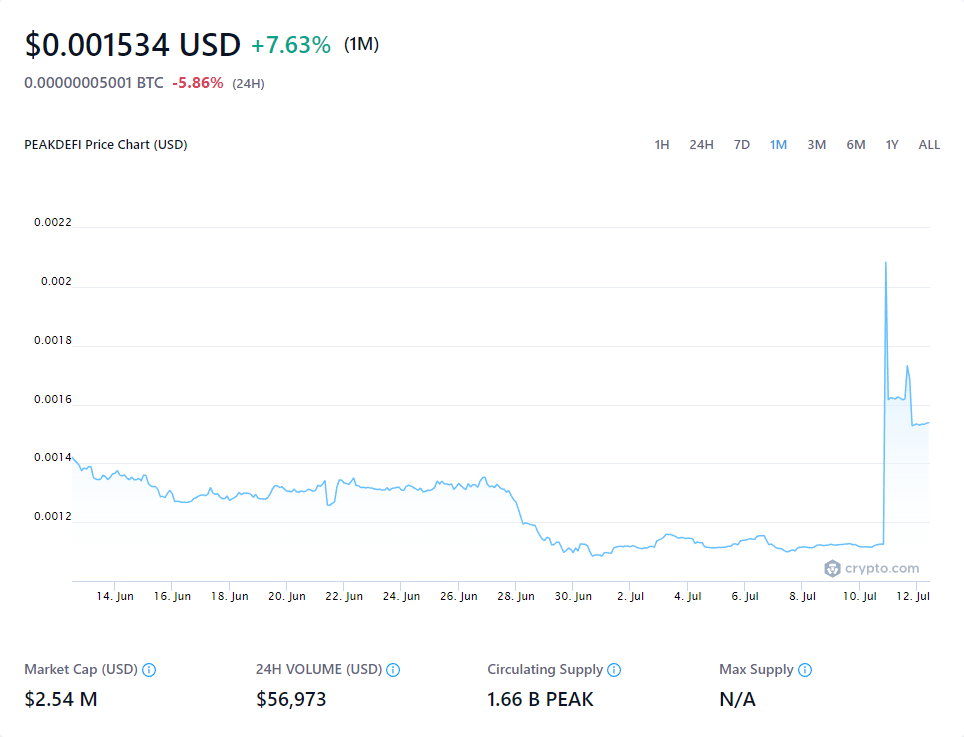 $0.001534 USD +7.63% (1M)
0.00000005001 BTC -5.86% (24H)
PEAKDEFI Price Chart (USD) 1H 24H 7D 1M 3M 6M 1Y ALL
0.0022
0.002
0.0018
0.0016
0.0014
0.0012
crypto.com
14. Jun 16. Jun 18. Jun 20. Jun 22. Jun 24. Jun 26. Jun 28. Jun 30. Jun 2. Jul 4. Jul 6. Jul 8. Jul 10. Jul 12. Jul
Market Cap (USD) 24H VOLUME (USD) Circulating Supply Max Supply
$2.54 M $56,973 1.66 B PEAK N/A